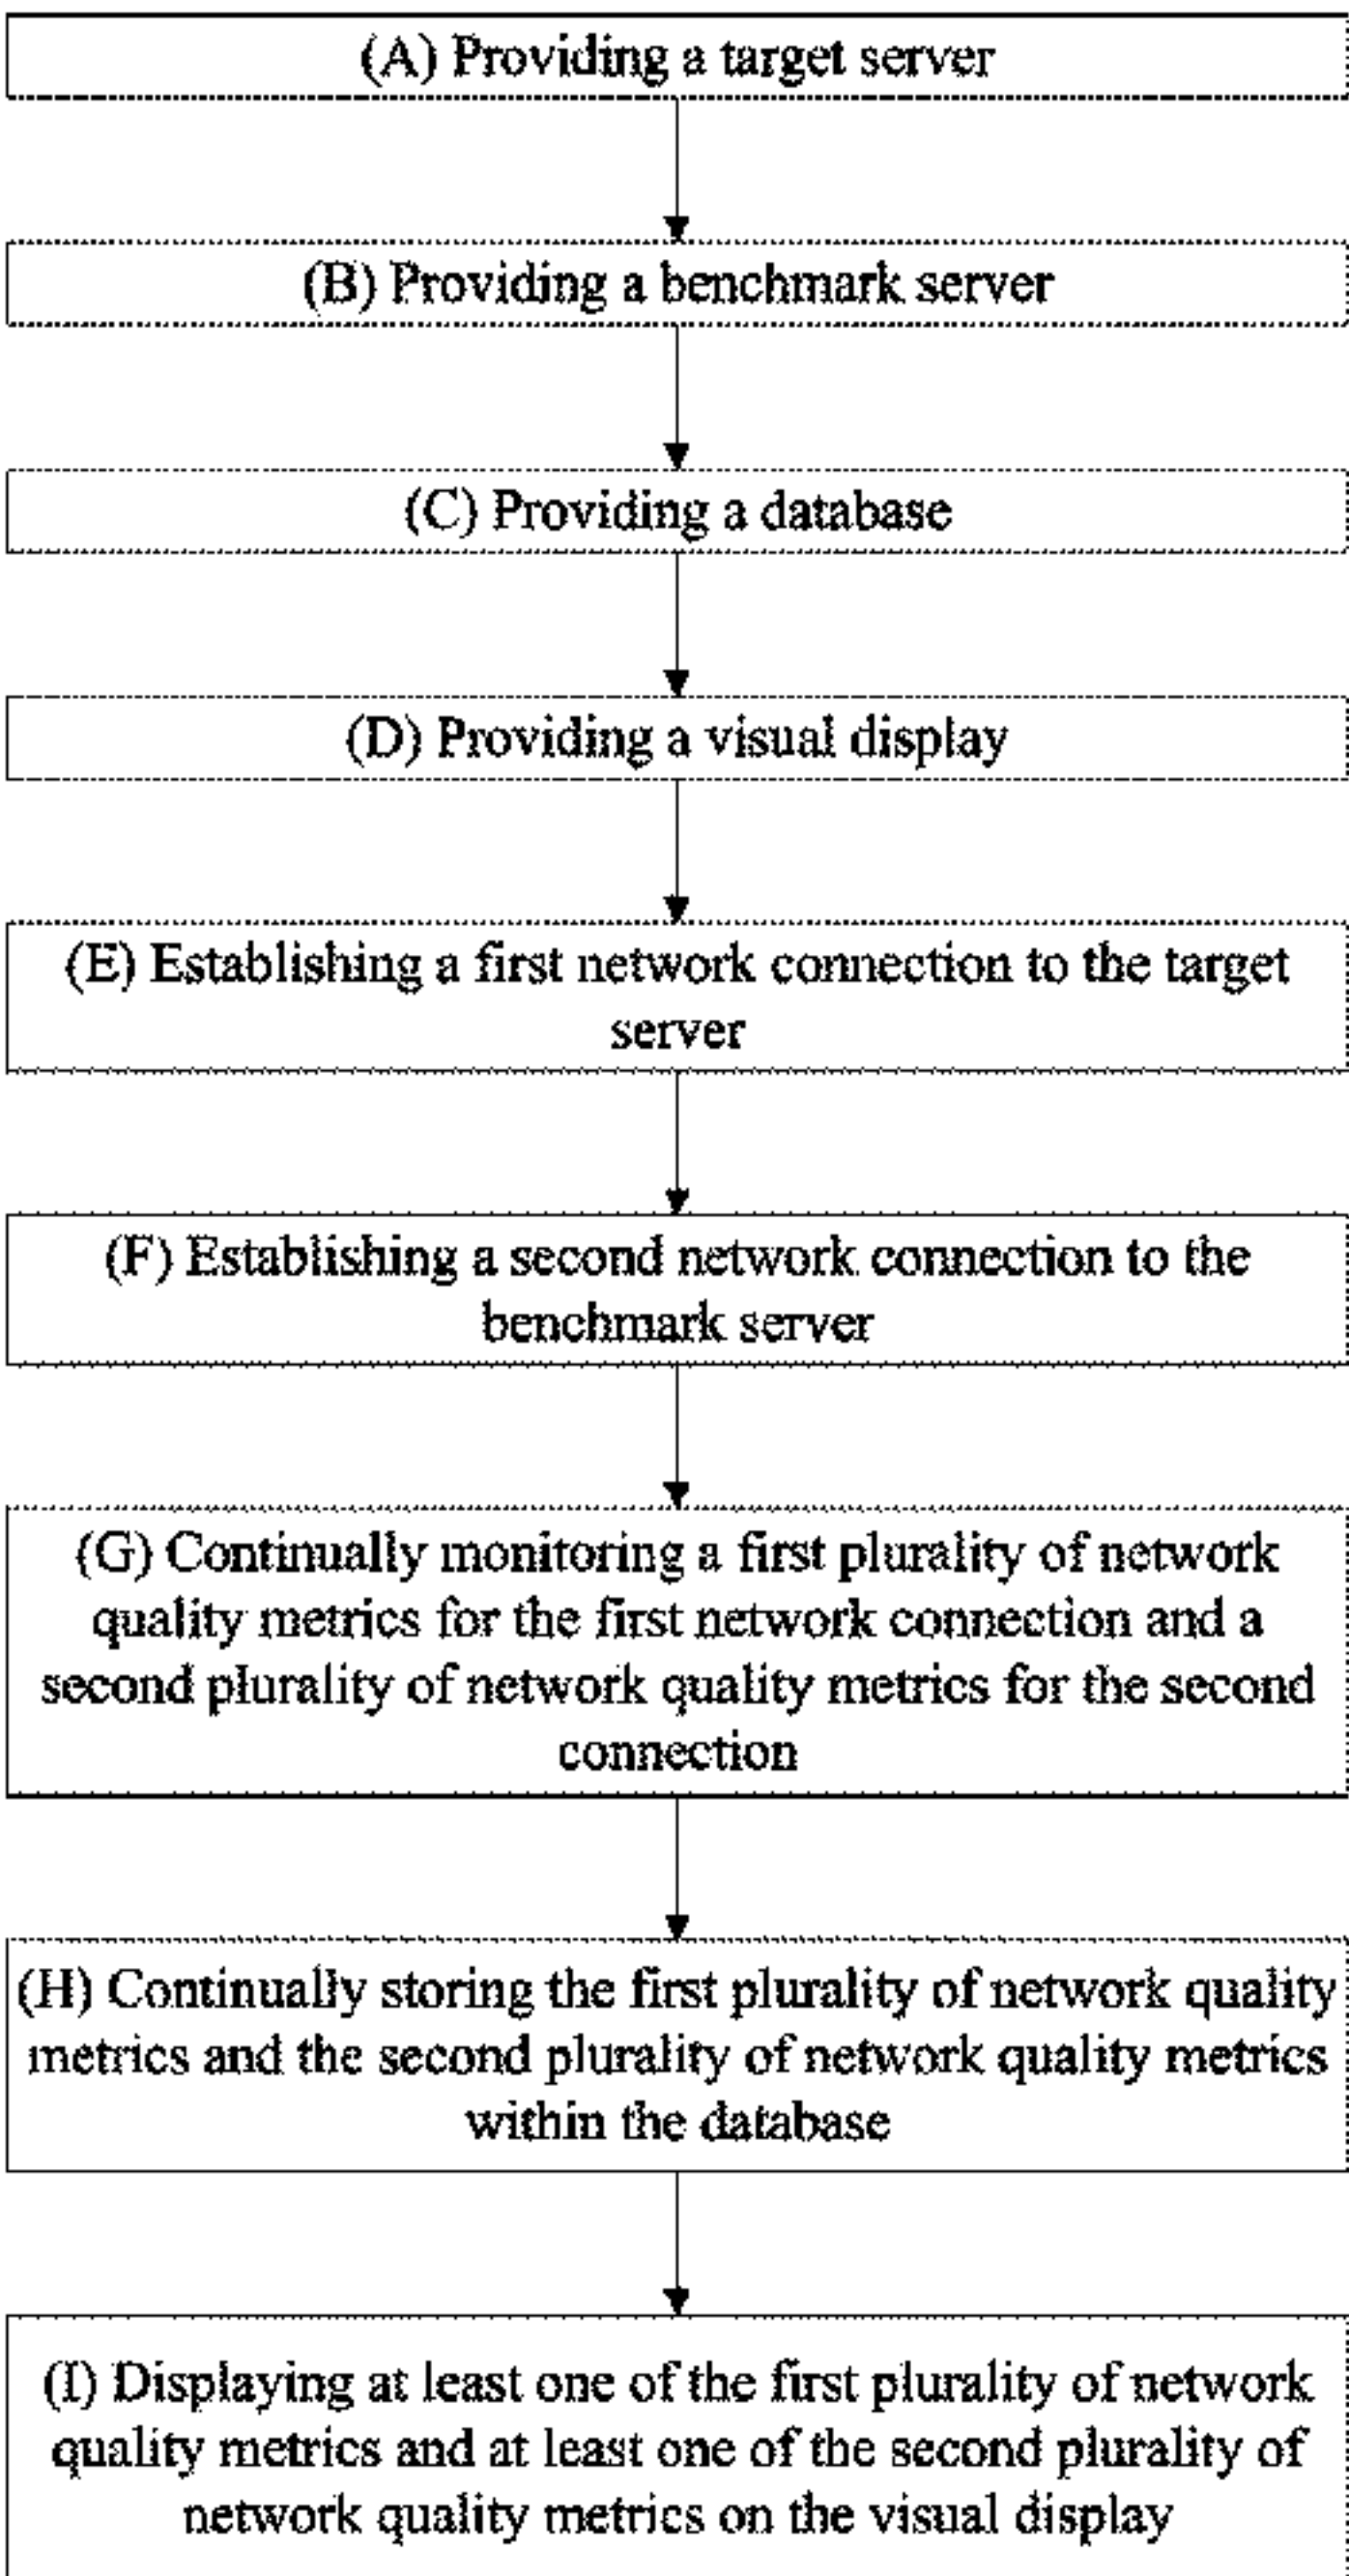 (A) Providing a target server
(B) Providing a benchmark server
(C) Providing a database
(D) Providing a visual display
(E) Establishing a first network connection to the target
server
(F) Establishing a second network connection to the
benchmark server
(G) Continually monitoring a first plurality of network
quality metrics for the first network connection and a
second plurality of network quality metrics for the second
connection
(H) Continually storing the first plurality of network quality
metrics and the second plurality of network quality metrics
within the database
(I) Displaying at least one of the first plurality of network
quality metrics and at least one of the second plurality of
network quality metrics on the visual display